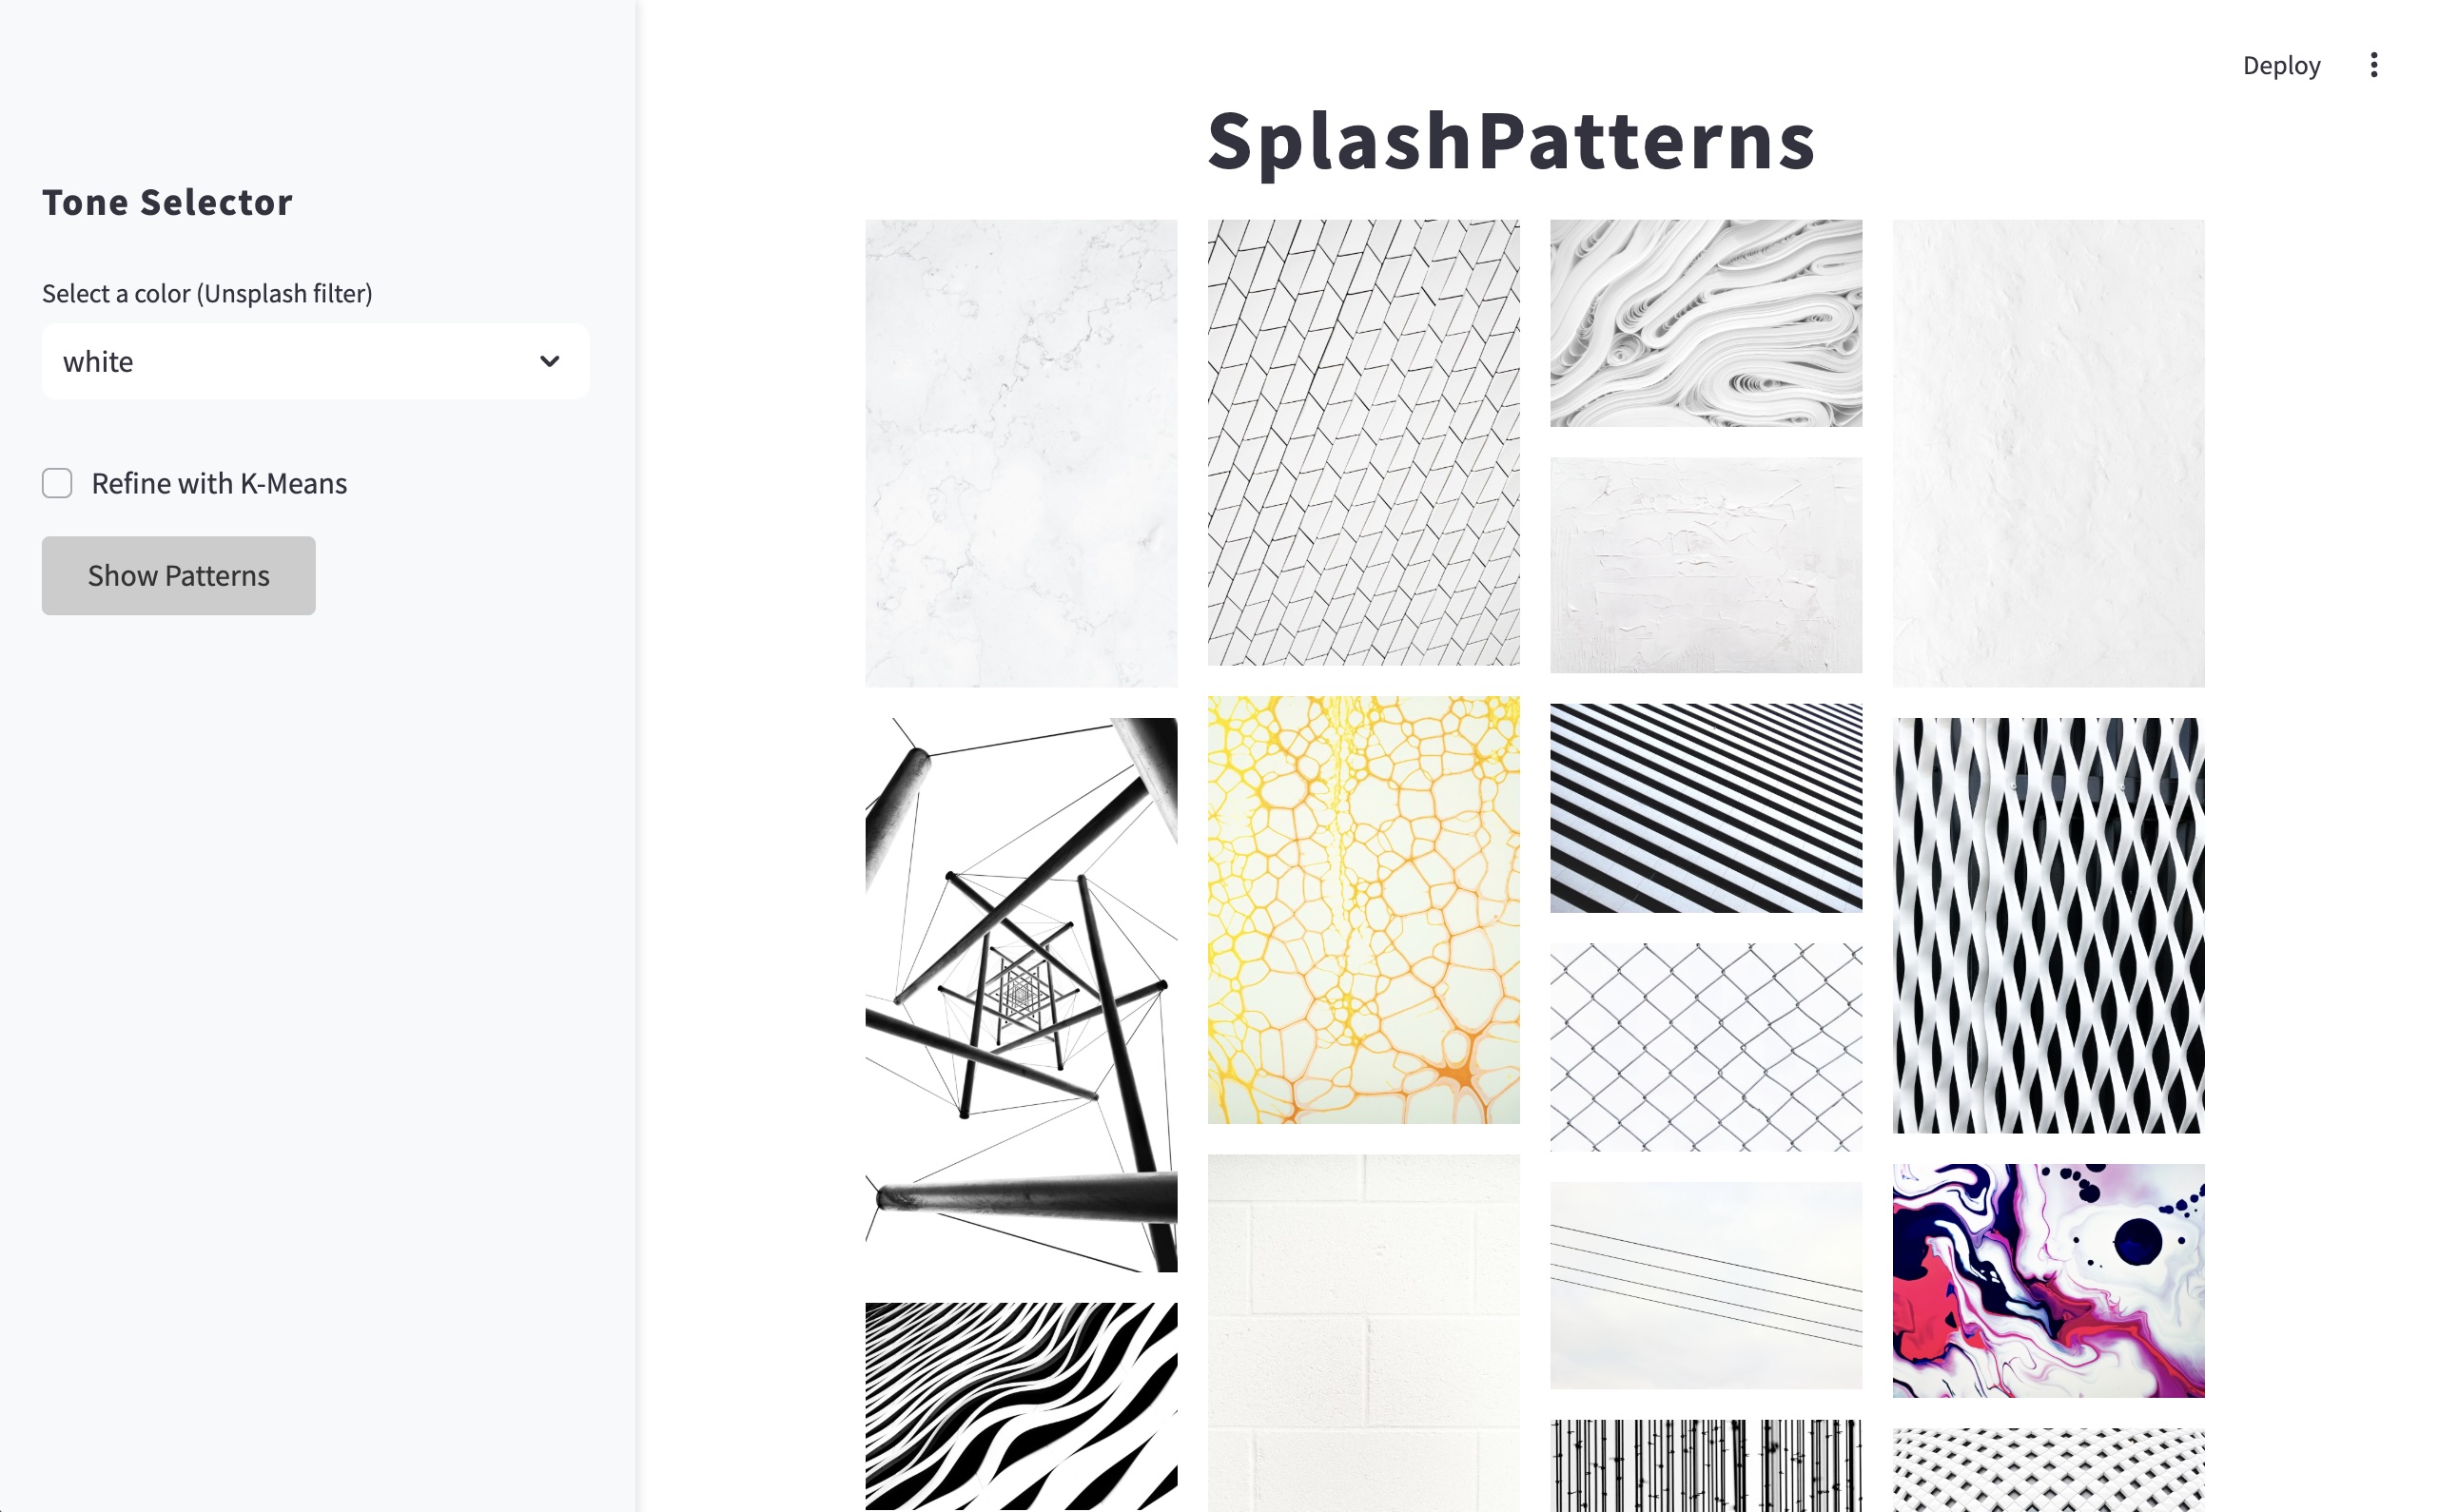 Deploy
SplashPatterns
Tone Selector
Select a color (Unsplash filter)
white
Refine with K-Means
Show Patterns